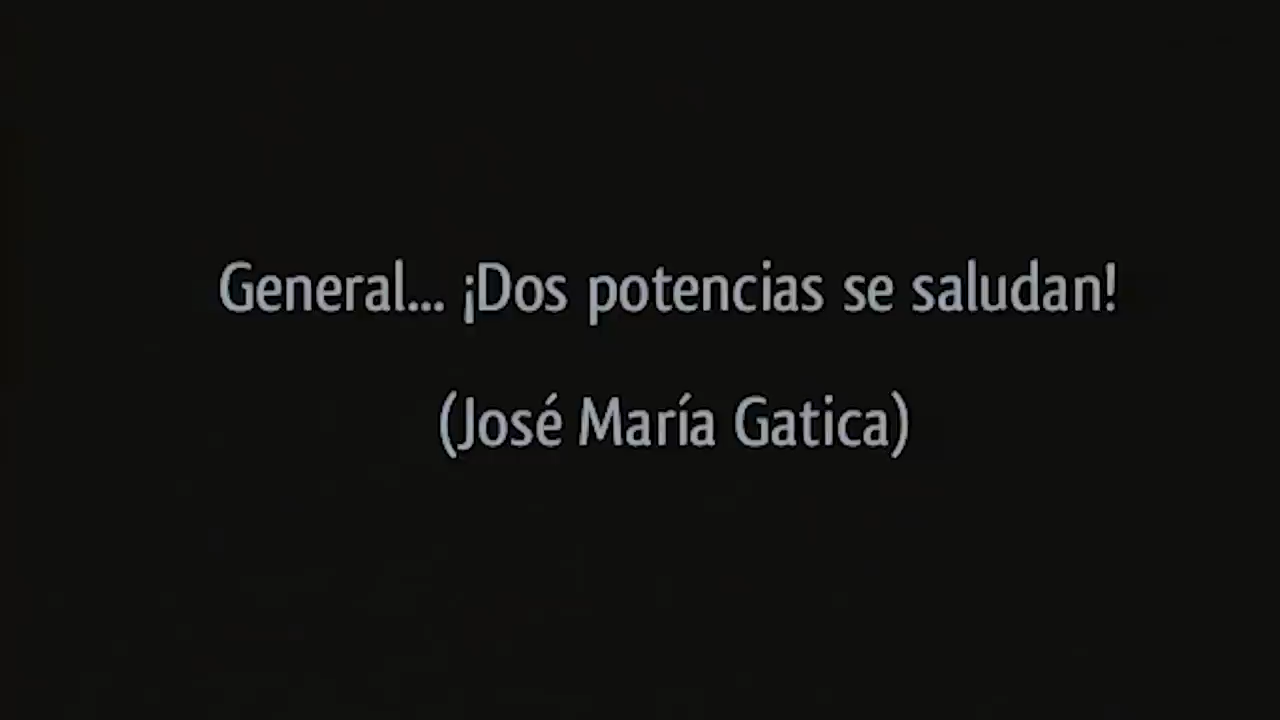 General... ¡Dos potencias se saludan!
(José María Gatica)